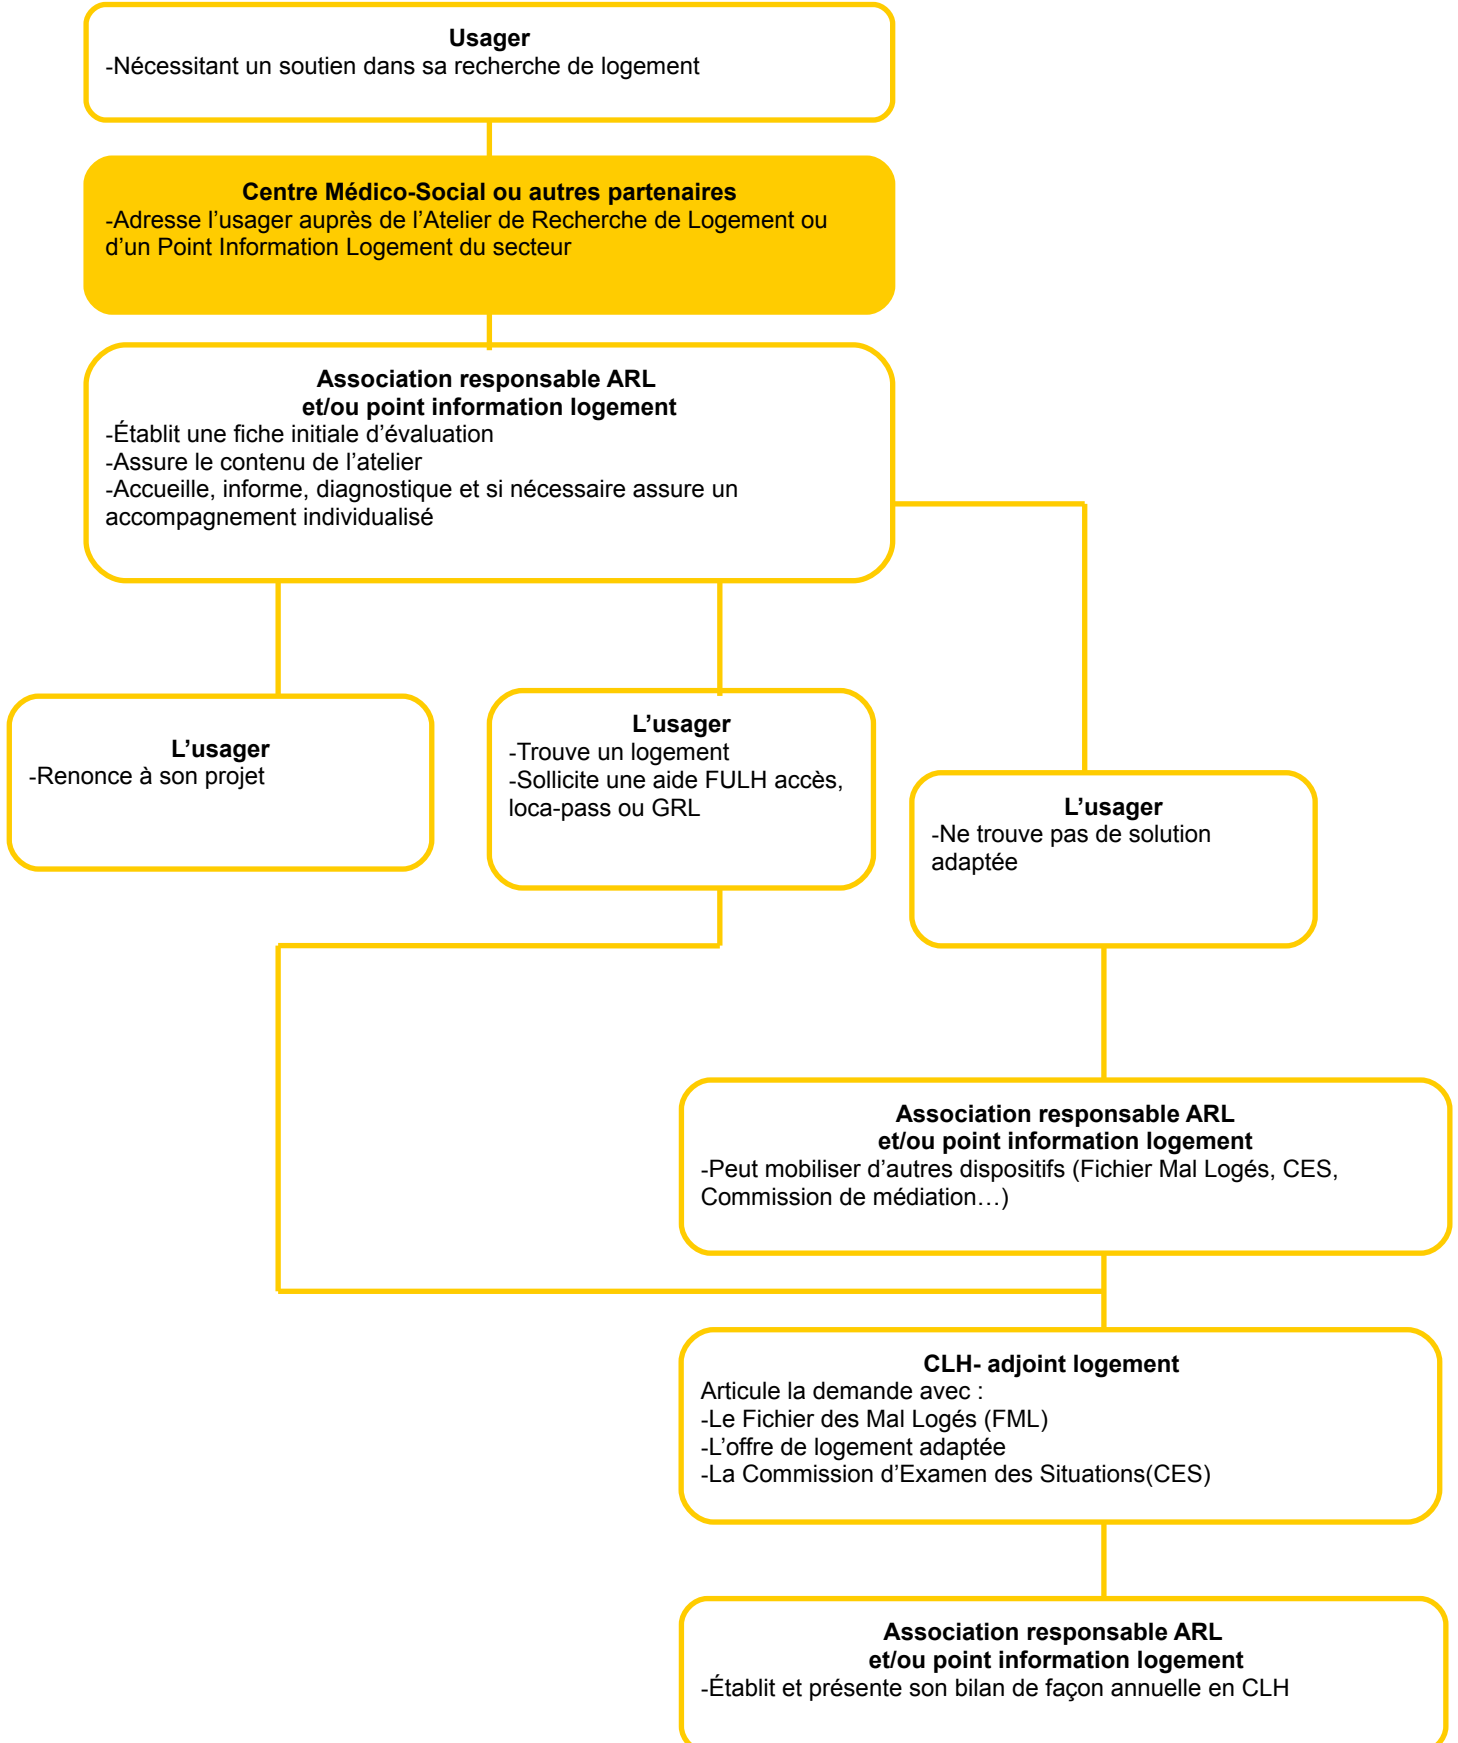 Usager
-Nécessitant un soutien dans sa recherche de logement
Centre Médico-Social ou autres partenaires
-Adresse l’usager auprès de l’Atelier de Recherche de Logement ou
d’un Point Information Logement du secteur
Association responsable ARL
et/ou point information logement
-Établit une fiche initiale d’évaluation
-Assure le contenu de l’atelier
-Accueille, informe, diagnostique et si nécessaire assure un
accompagnement individualisé
L’usager
-Renonce à son projet
L’usager
-Trouve un logement
-Sollicite une aide FULH accès,
loca-pass ou GRL
L’usager
-Ne trouve pas de solution
adaptée
Association responsable ARL
et/ou point information logement
-Peut mobiliser d’autres dispositifs (Fichier Mal Logés, CES,
Commission de médiation…)
CLH- adjoint logement
Articule la demande avec :
-Le Fichier des Mal Logés (FML)
-L’offre de logement adaptée
-La Commission d’Examen des Situations(CES)
Association responsable ARL
et/ou point information logement
-Établit et présente son bilan de façon annuelle en CLH